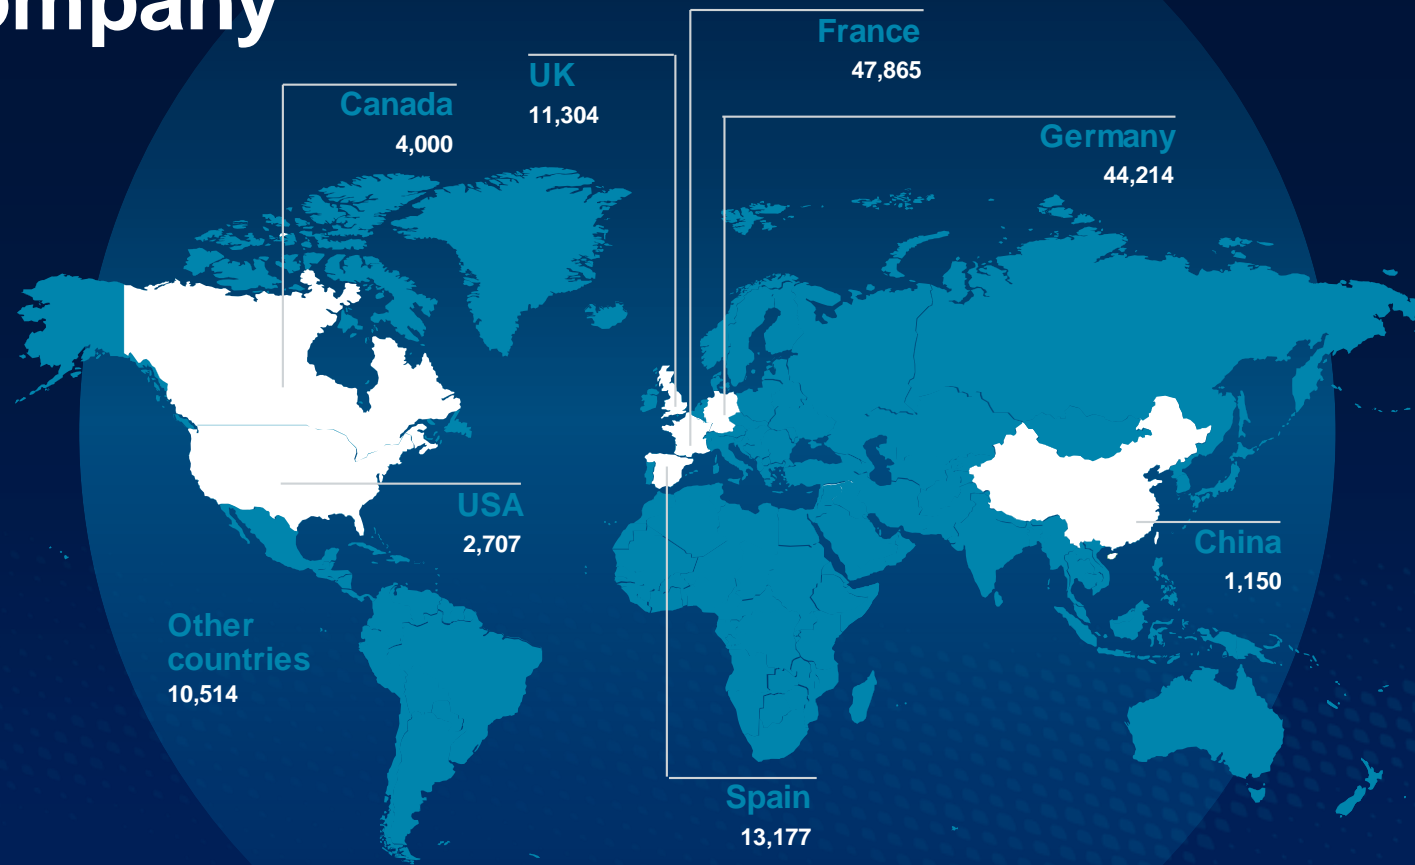 France
47,865
UK
11,304
Canada
4,000
Germany
44,214
USA
2,707
China
1,150
Other
countries
10,514
Spain
13,177